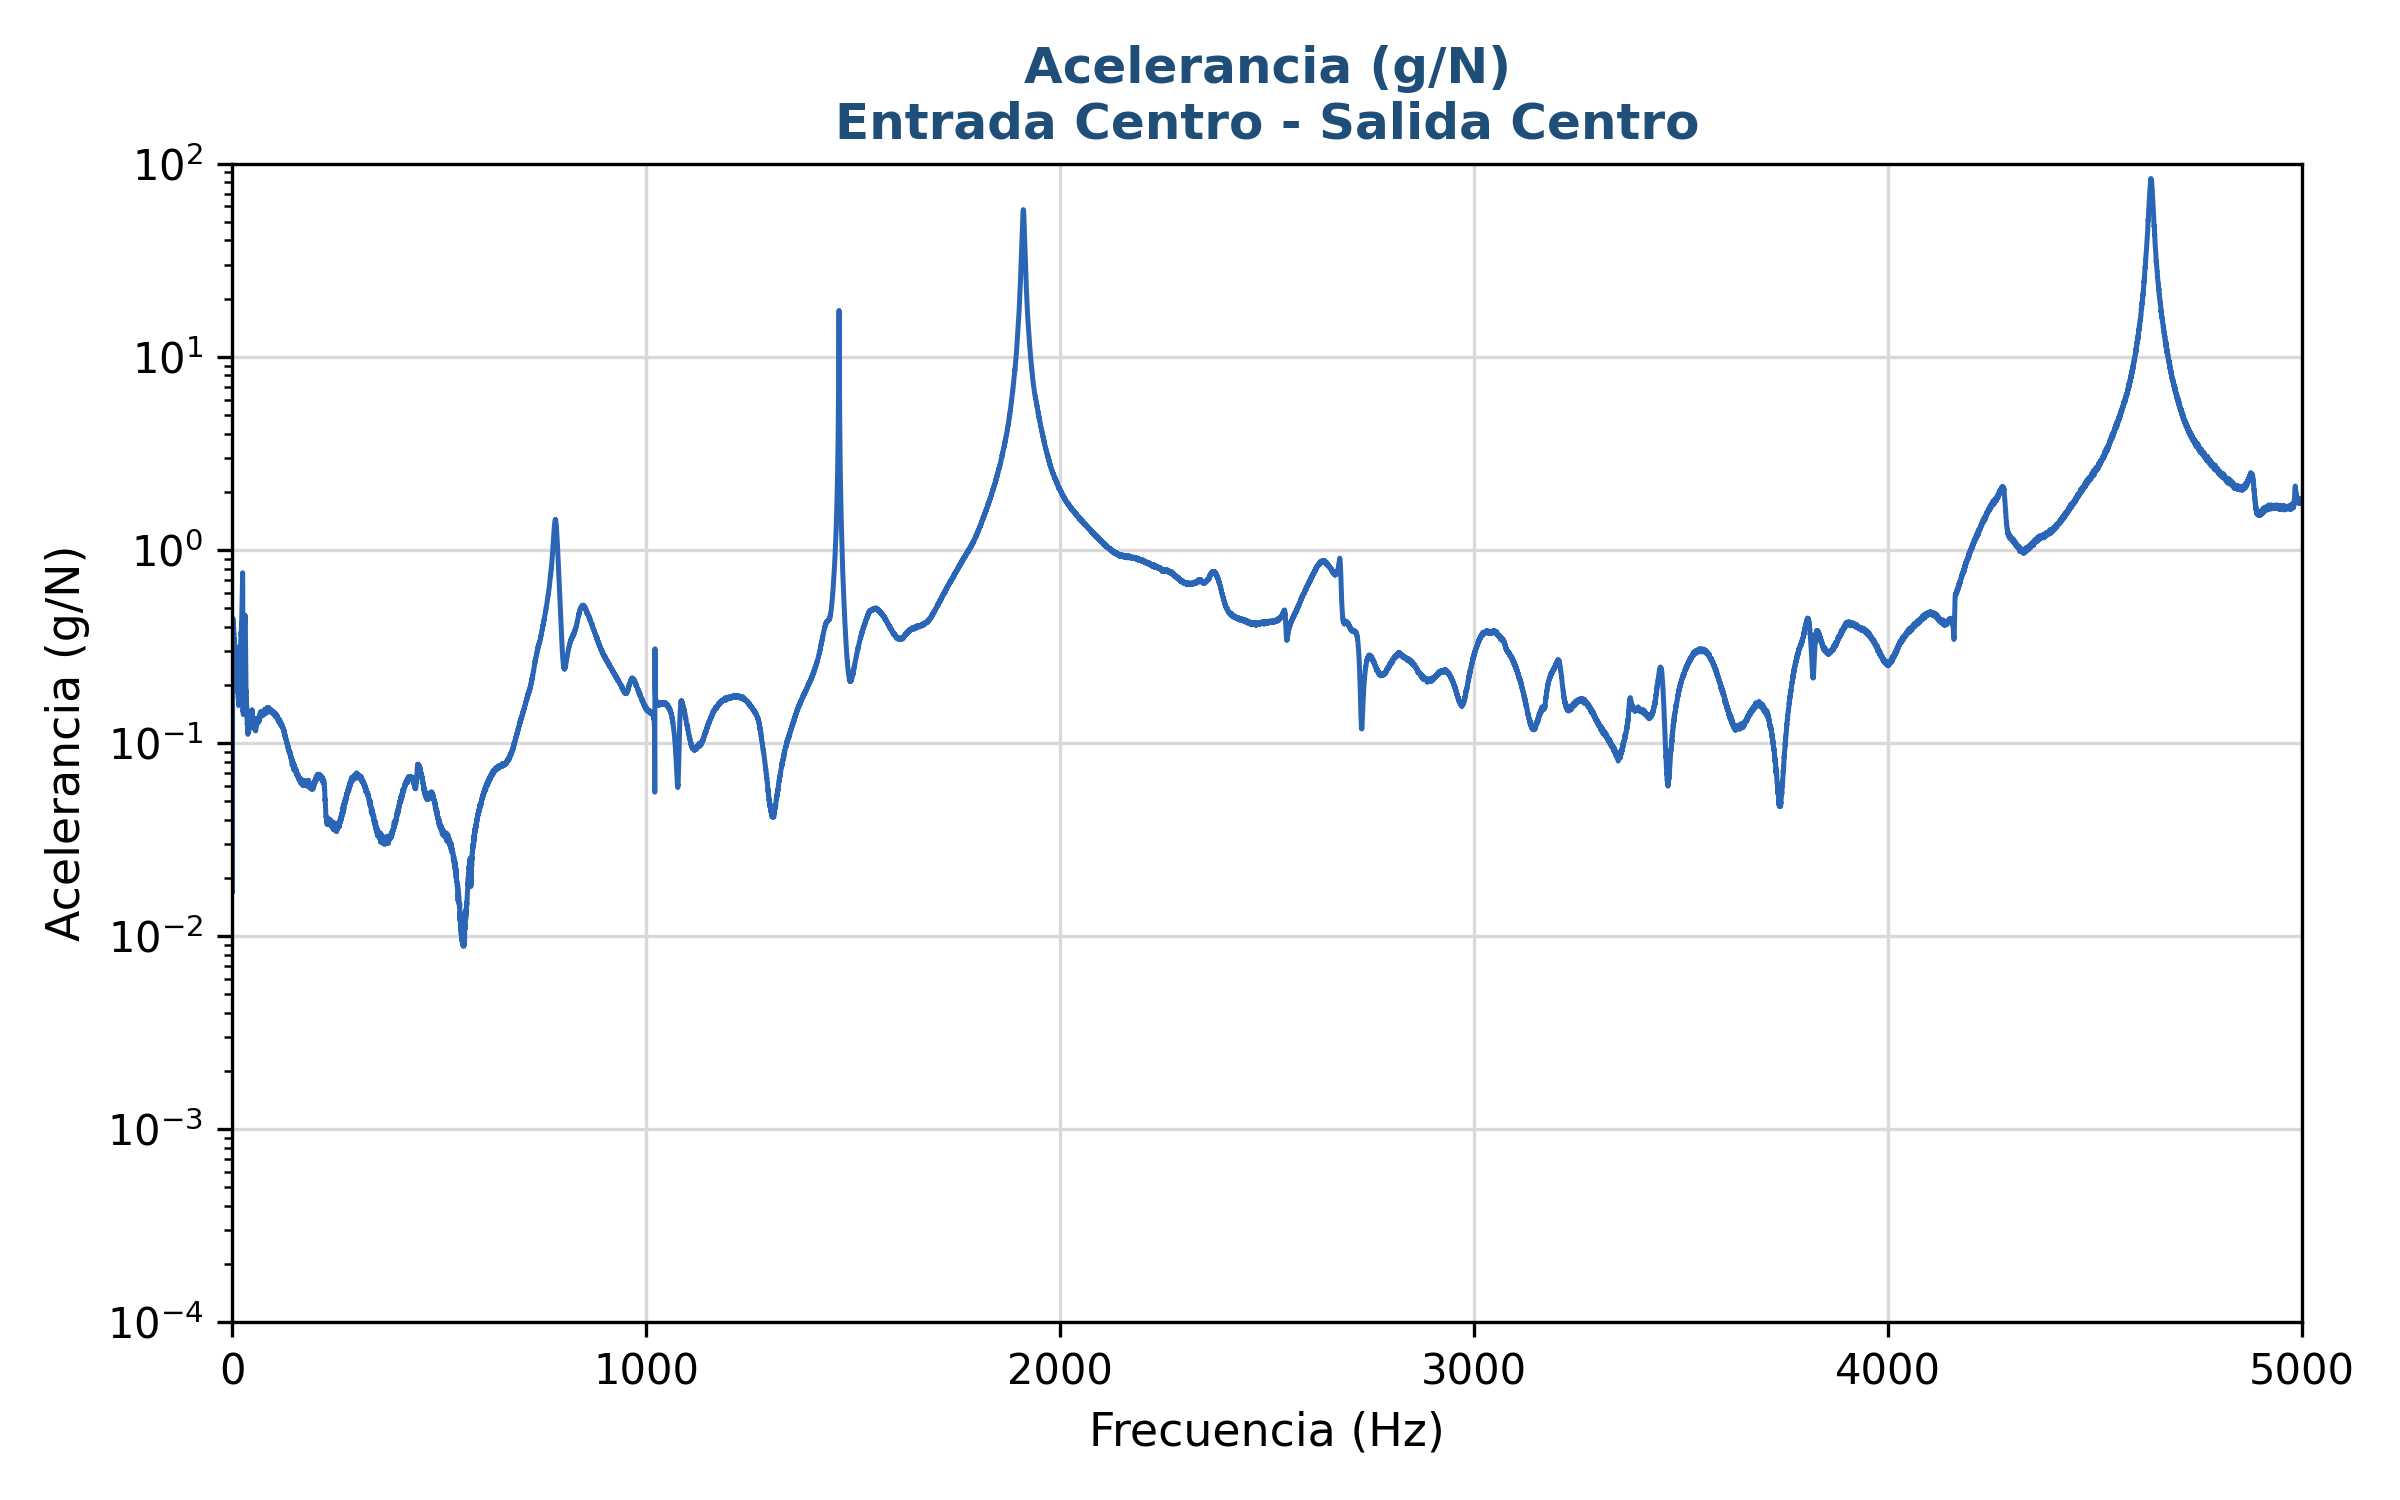 Acelerancia (g/N)
Entrada Centro - Salida Centro
Acelerancia (g/N)
10²
10¹
10⁰
10⁻¹
10⁻²
10⁻³
10⁻⁴
0 1000 2000 3000 4000 5000
Frecuencia (Hz)